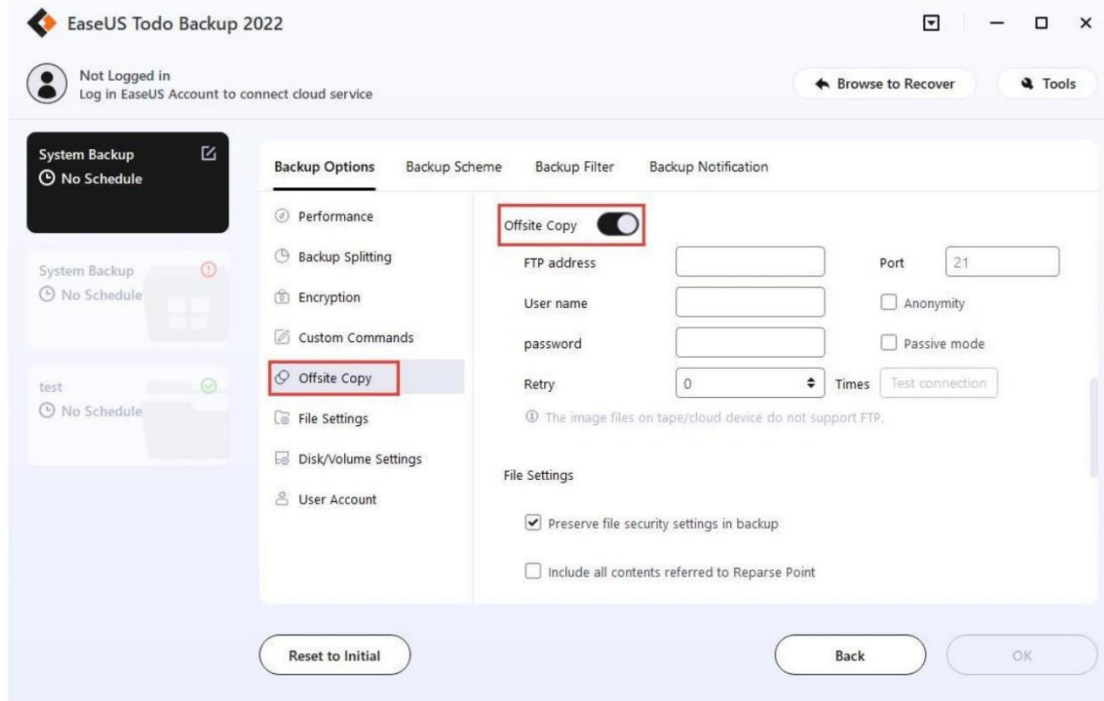 EaseUS Todo Backup 2022
Not Logged in
Log in EaseUS Account to connect cloud service
Browse to Recover
Tools
System Backup
No Schedule
System Backup
No Schedule
test
No Schedule
Backup Options
Backup Scheme
Backup Filter
Backup Notification
Performance
Backup Splitting
Encryption
Custom Commands
Offsite Copy
File Settings
Disk/Volume Settings
User Account
Offsite Copy
FTP address
Port
21
User name
Anonymity
password
Passive mode
Retry
0
Times
Test connection
The image files on tape/cloud device do not support FTP.
File Settings
Preserve file security settings in backup
Include all contents referred to Reparse Point
Reset to Initial
Back
OK